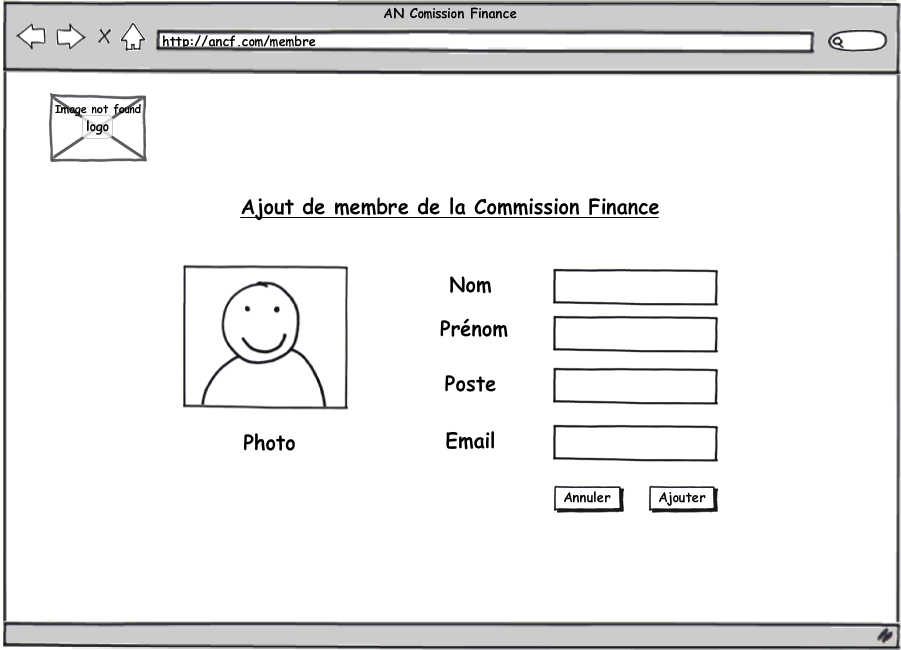 AN Comission Finance
http://ancf.com/membre
Image not found
logo
Ajout de membre de la Commission Finance
Nom
Prénom
Poste
Email
Photo
Annuler
Ajouter